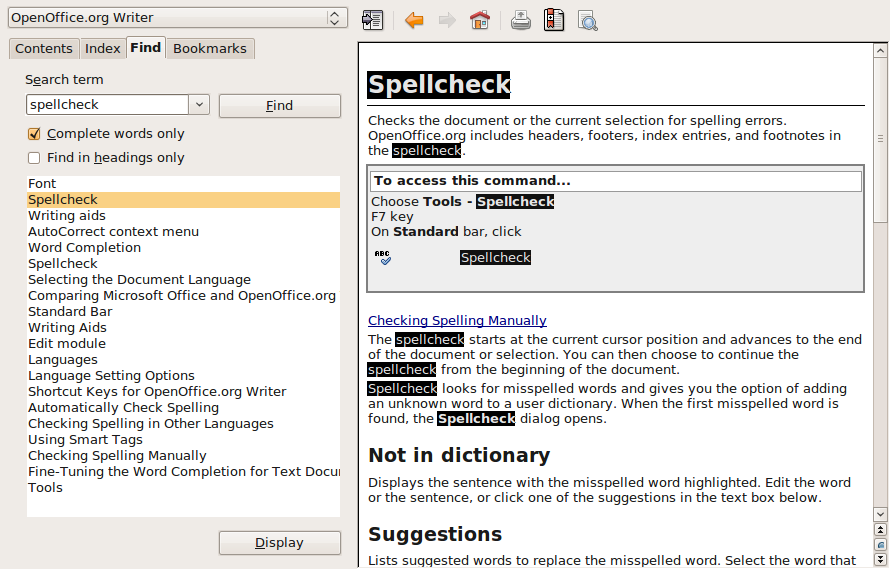 OpenOffice.org Writer
Contents
Index
Find
Bookmarks
Search term
spellcheck
Find
Complete words only
Find in headings only
Font
Spellcheck
Writing aids
AutoCorrect context menu
Word Completion
Spellcheck
Selecting the Document Language
Comparing Microsoft Office and OpenOffice.org
Standard Bar
Writing Aids
Edit module
Languages
Language Setting Options
Shortcut Keys for OpenOffice.org Writer
Automatically Check Spelling
Checking Spelling in Other Languages
Using Smart Tags
Checking Spelling Manually
Fine-Tuning the Word Completion for Text Docu
Tools
Display
Spellcheck
Checks the document or the current selection for spelling errors.
OpenOffice.org includes headers, footers, index entries, and footnotes in
the spellcheck.
To access this command...
Choose Tools - Spellcheck
F7 key
On Standard bar, click
ABC
Spellcheck
Checking Spelling Manually
The spellcheck starts at the current cursor position and advances to the end
of the document or selection. You can then choose to continue the
spellcheck from the beginning of the document.
Spellcheck looks for misspelled words and gives you the option of adding
an unknown word to a user dictionary. When the first misspelled word is
found, the Spellcheck dialog opens.
Not in dictionary
Displays the sentence with the misspelled word highlighted. Edit the word
or the sentence, or click one of the suggestions in the text box below.
Suggestions
Lists suggested words to replace the misspelled word. Select the word that